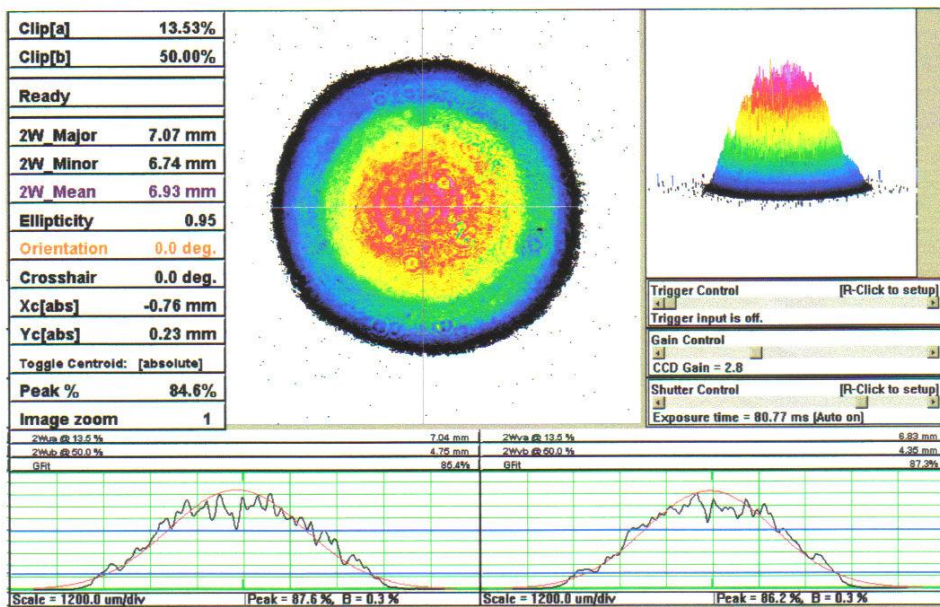 Clip[a] 13.53%
Clip[b] 50.00%
Ready
2W_Major 7.07 mm
2W_Minor 6.74 mm
2W_Mean 6.93 mm
Ellipticity 0.95
Orientation 0.0 deg.
Crosshair 0.0 deg.
Xc[abs] -0.76 mm
Yc[abs] 0.23 mm
Toggle Centroid: [absolute]
Peak % 84.6%
Image zoom 1
Trigger Control [R-Click to setup]
Trigger input is off.
Gain Control
CCD Gain = 2.8
Shutter Control [R-Click to setup]
Exposure time = 80.77 ms [Auto on]
2Wua @ 13.5 % 7.04 mm
2Wub @ 50.0 % 4.75 mm
GFit 85.4%
Scale = 1200.0 um/div Peak = 87.6 %, B = 0.3 %
2Wva @ 13.5 % 6.83 mm
2Wvb @ 50.0 % 4.35 mm
GFit 87.3%
Scale = 1200.0 um/div Peak = 86.2 %, B = 0.3 %